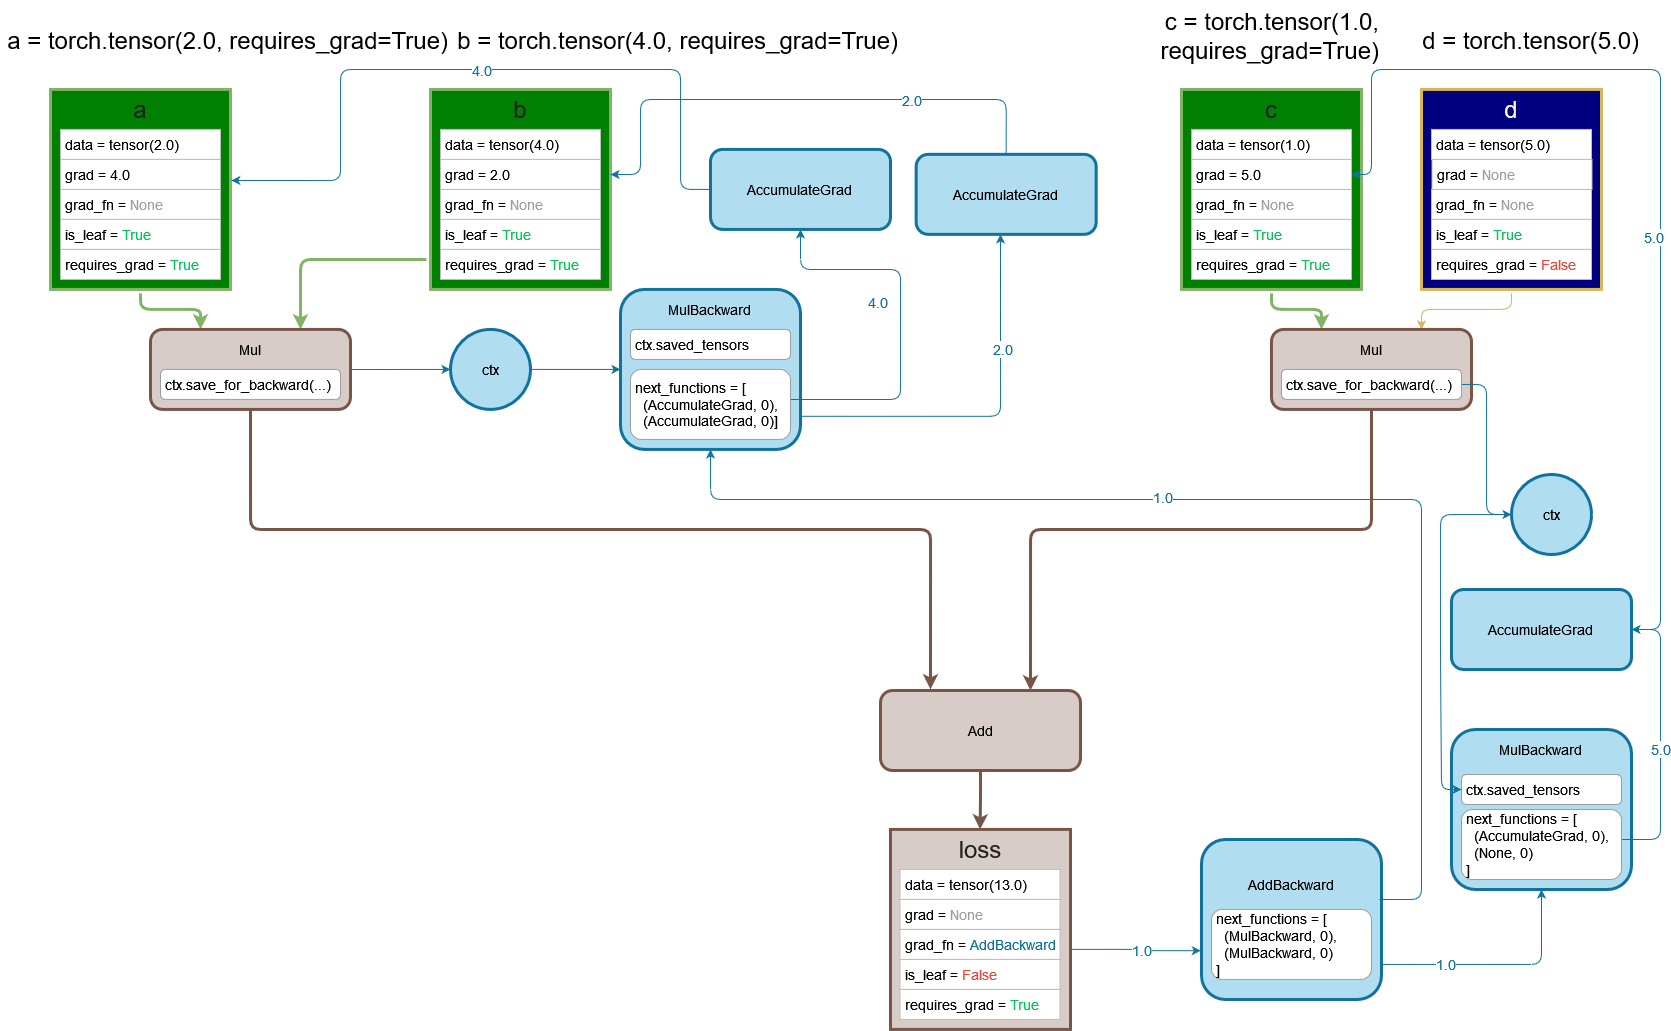 a = torch.tensor(2.0, requires_grad=True)
b = torch.tensor(4.0, requires_grad=True)
c = torch.tensor(1.0,
requires_grad=True)
d = torch.tensor(5.0)
4.0
2.0
a
data = tensor(2.0)
grad = 4.0
grad_fn = None
is_leaf = True
requires_grad = True
b
data = tensor(4.0)
grad = 2.0
grad_fn = None
is_leaf = True
requires_grad = True
AccumulateGrad
AccumulateGrad
c
data = tensor(1.0)
grad = 5.0
grad_fn = None
is_leaf = True
requires_grad = True
d
data = tensor(5.0)
grad = None
grad_fn = None
is_leaf = True
requires_grad = False
5.0
Mul
ctx.save_for_backward(...)
ctx
MulBackward
ctx.saved_tensors
next_functions = [
(AccumulateGrad, 0),
(AccumulateGrad, 0)]
4.0
2.0
Mul
ctx.save_for_backward(...)
1.0
ctx
AccumulateGrad
Add
MulBackward
ctx.saved_tensors
next_functions = [
(AccumulateGrad, 0),
(None, 0)
]
5.0
loss
data = tensor(13.0)
grad = None
grad_fn = AddBackward
is_leaf = False
requires_grad = True
1.0
AddBackward
next_functions = [
(MulBackward, 0),
(MulBackward, 0)
]
1.0